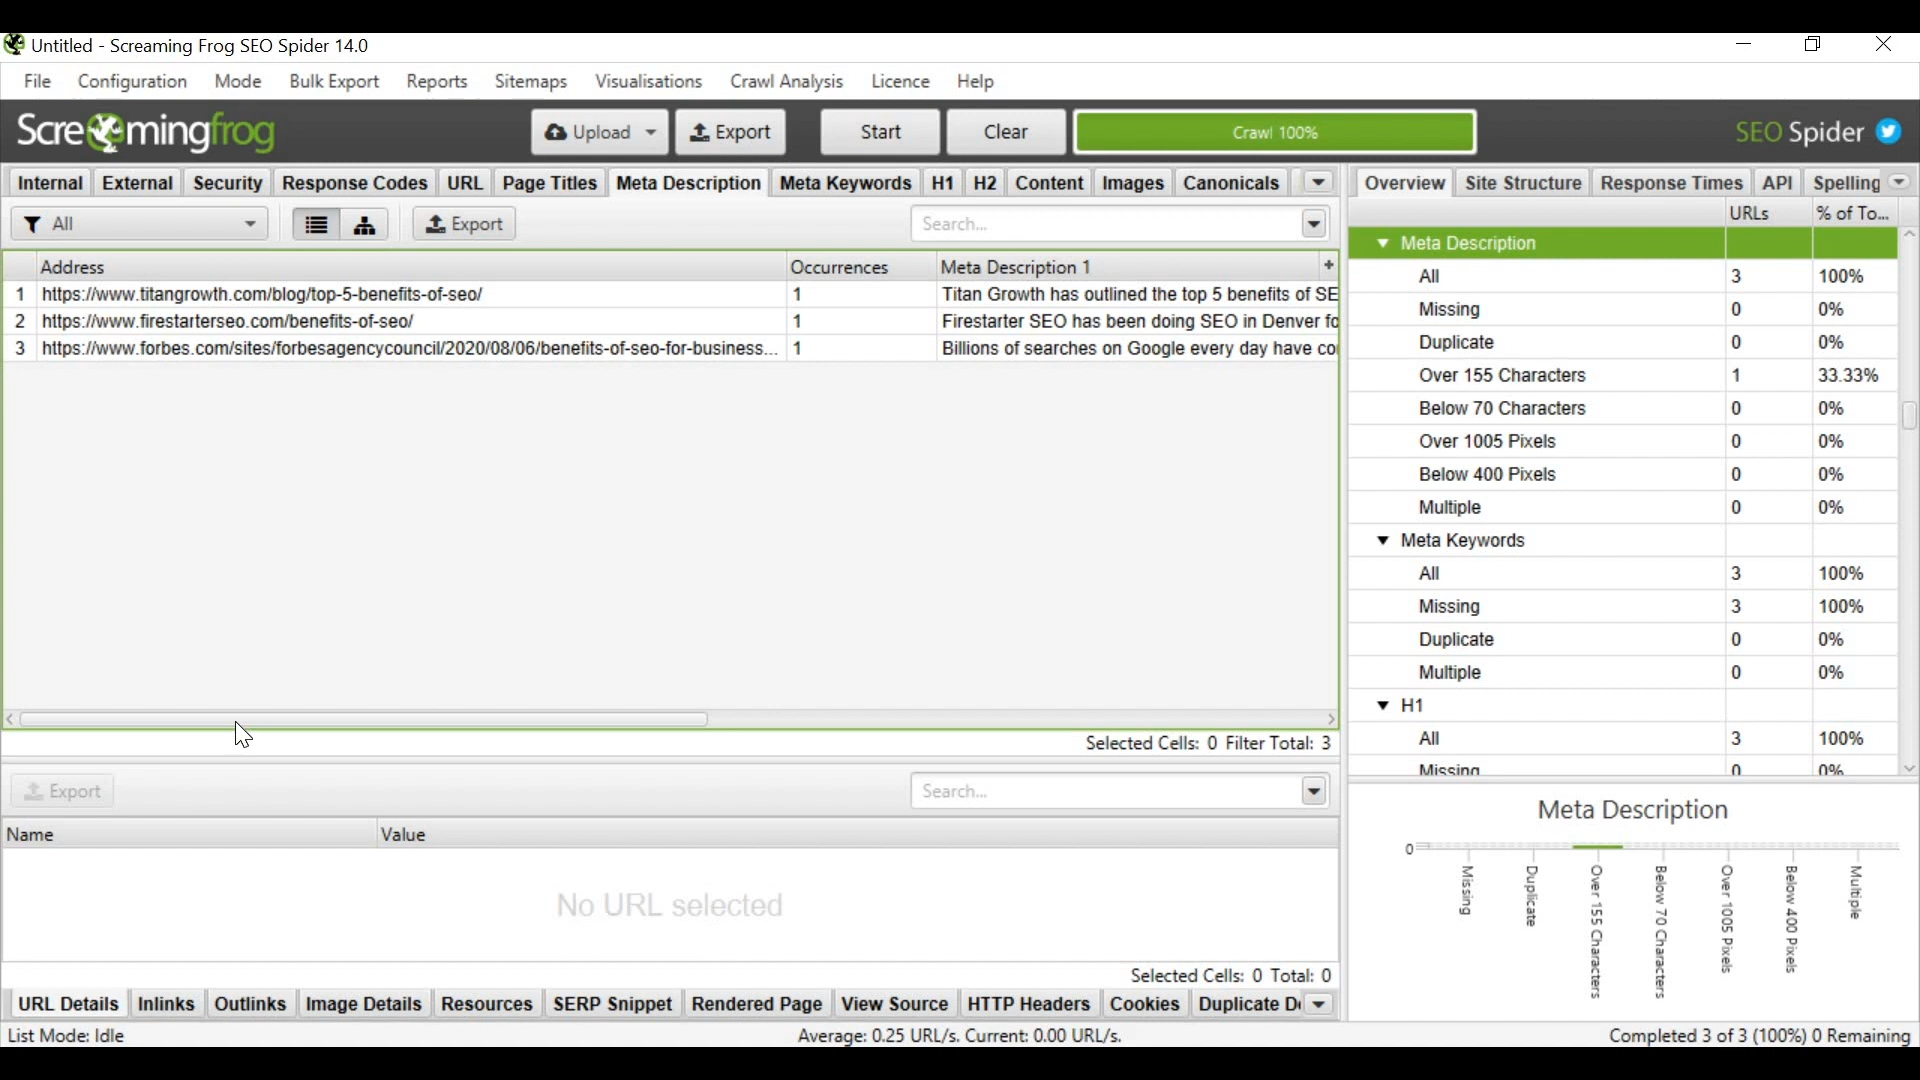 Untitled - Screaming Frog SEO Spider 14.0
File Configuration Mode Bulk Export Reports Sitemaps Visualisations Crawl Analysis Licence Help
Screamingfrog Upload Export Start Clear Crawl 100% SEO Spider
Internal External Security Response Codes URL Page Titles Meta Description Meta Keywords H1 H2 Content Images Canonicals
All Export Search...
Address Occurrences Meta Description 1 +
1 https://www.titangrowth.com/blog/top-5-benefits-of-seo/ 1 Titan Growth has outlined the top 5 benefits of SE
2 https://www.firestarterseo.com/benefits-of-seo/ 1 Firestarter SEO has been doing SEO in Denver fo
3 https://www.forbes.com/sites/forbesagencycouncil/2020/08/06/benefits-of-seo-for-business... 1 Billions of searches on Google every day have co
Selected Cells: 0 Filter Total: 3
Export Search...
Name Value
No URL selected
Selected Cells: 0 Total: 0
URL Details Inlinks Outlinks Image Details Resources SERP Snippet Rendered Page View Source HTTP Headers Cookies Duplicate D
Overview Site Structure Response Times API Spelling
URLs % of To...
Meta Description
All 3 100%
Missing 0 0%
Duplicate 0 0%
Over 155 Characters 1 33.33%
Below 70 Characters 0 0%
Over 1005 Pixels 0 0%
Below 400 Pixels 0 0%
Multiple 0 0%
Meta Keywords
All 3 100%
Missing 3 100%
Duplicate 0 0%
Multiple 0 0%
H1
All 3 100%
Missing 0 0%
Meta Description
0
Missing
Duplicate
Over 155 Characters
Below 70 Characters
Over 1005 Pixels
Below 400 Pixels
Multiple
List Mode: Idle Average: 0.25 URL/s. Current: 0.00 URL/s. Completed 3 of 3 (100%) 0 Remaining